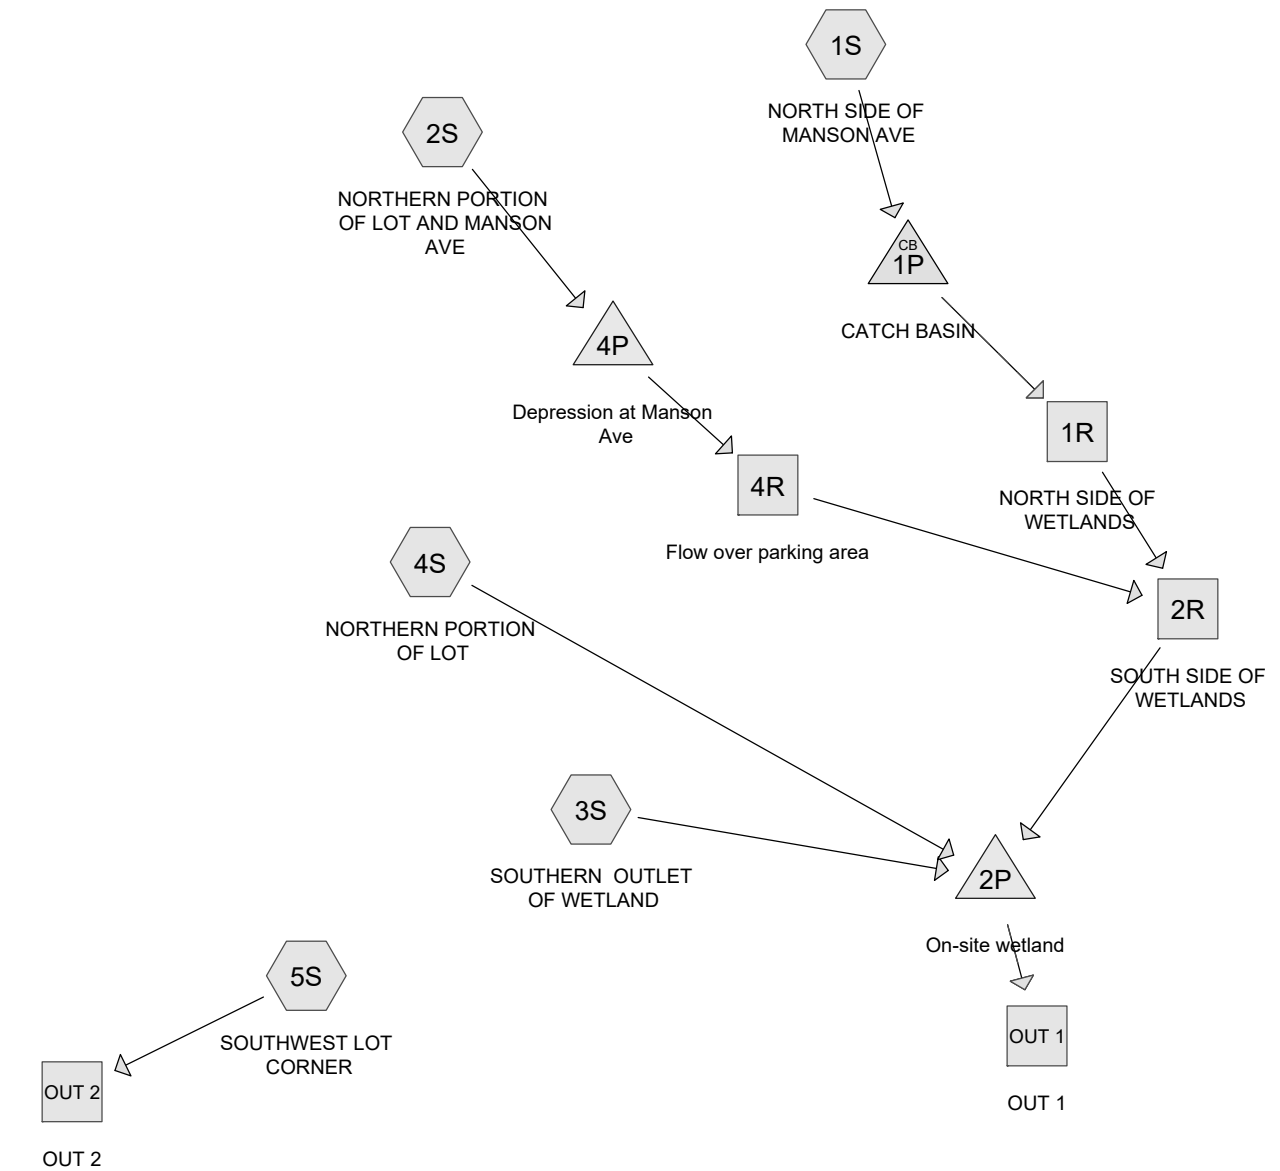 1S
NORTH SIDE OF
MANSON AVE
2S
NORTHERN PORTION
OF LOT AND MANSON
AVE
CB
1P
CATCH BASIN
4P
Depression at Manson
Ave
1R
NORTH SIDE OF
WETLANDS
4R
Flow over parking area
4S
NORTHERN PORTION
OF LOT
2R
SOUTH SIDE OF
WETLANDS
3S
SOUTHERN  OUTLET
OF WETLAND
2P
On-site wetland
5S
SOUTHWEST LOT
CORNER
OUT 1
OUT 1
OUT 2
OUT 2